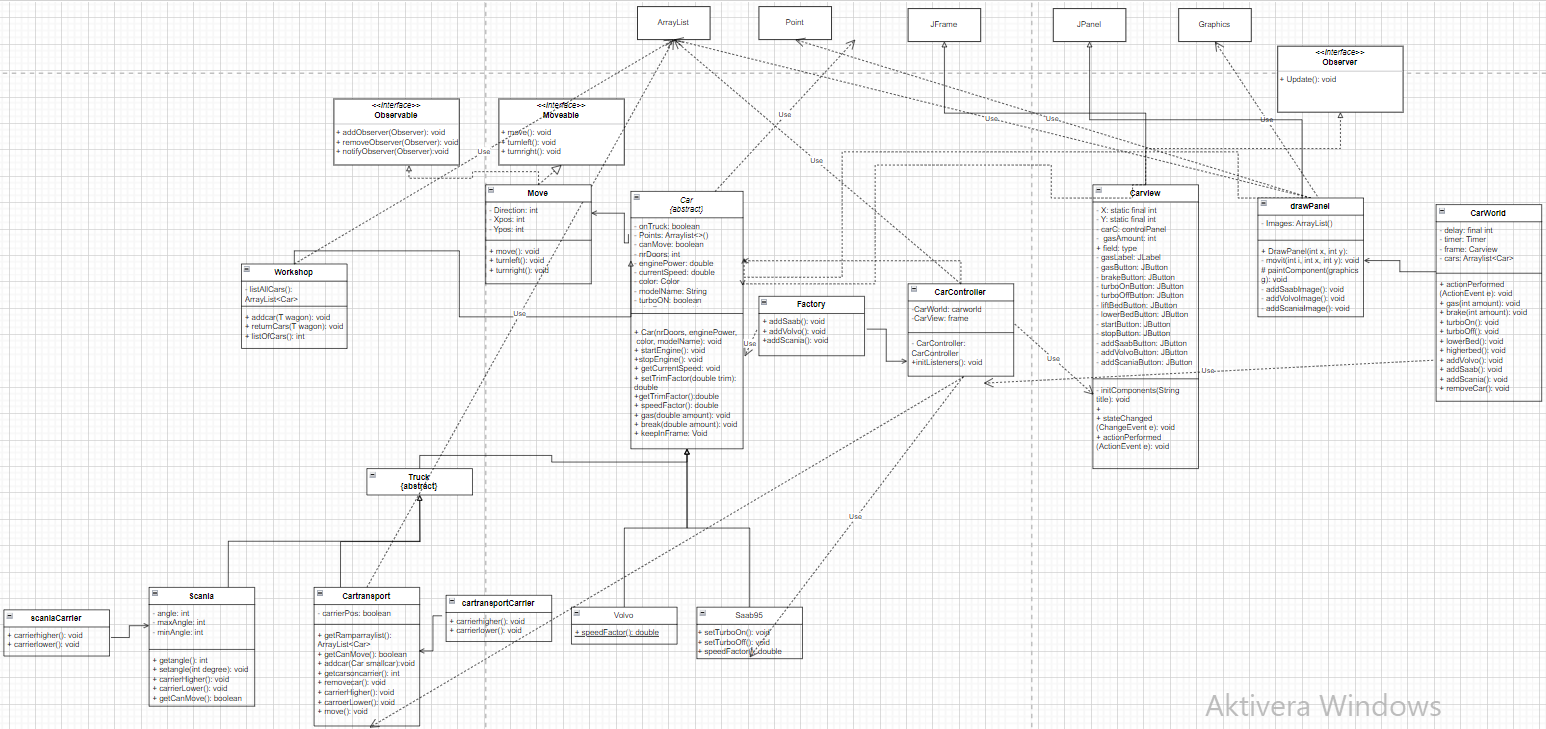 ArrayList
Point
JFrame
JPanel
Graphics
<<Interface>>
Observer
+ Update(): void
<<Interface>>
Observable
+ addObserver(Observer): void
+ removeObserver(Observer): void
+ notifyObserver(Observer):void
<<Interface>>
Moveable
+ move(): void
+ turnleft(): void
+ turnright(): void
Use
Use
Use
Use
Use
Use
Move
- Direction: int
- Xpos: int
- Ypos: int
+ move(): void
+ turnleft(): void
+ turnright(): void
Car
{abstract}
- onTruck: boolean
- Points: Arraylist<>()
- canMove: boolean
- nrDoors: int
- enginePower: double
- currentSpeed: double
- color: Color
- modelName: String
- turboON: boolean
+ Car(nrDoors, enginePower,
color, modelName): void
+ startEngine(): void
+stopEngine(): void
+ getCurrentSpeed: void
+ setTrimFactor(double trim):
double
+getTrimFactor():double
+ speedFactor(): double
+ gas(double amount): void
+ break(double amount): void
+ keepInFrame: Void
Carview
- X: static final int
- Y: static final int
- carC: controlPanel
- gasAmount: int
+ field: type
- gasLabel: JLabel
- gasButton: JButton
- brakeButton: JButton
- turboOnButton: JButton
- turboOffButton: JButton
- liftBedButton: JButton
- lowerBedButton: JButton
- startButton: JButton
- stopButton: JButton
- addSaabButton: JButton
- addVolvoButton: JButton
- addScaniaButton: JButton
- initComponents(String
title): void
+
+ stateChanged
(ChangeEvent e): void
+ actionPerformed
(ActionEvent e): void
drawPanel
- Images: ArrayList()
+ DrawPanel(int x, int y):
- movit(int i, int x, int y): void
# paintComponent(graphics
g): void
- addSaabImage(): void
- addVolvoImage(): void
- addScaniaImage(): void
CarWorld
- delay: final int
- timer: Timer
- frame: Carview
- cars: Arraylist<Car>
+ actionPerformed
(ActionEvent e): void
+ gas(int amount): void
+ brake(int amount): void
+ turboOn(): void
+ turboOff(): void
+ lowerBed(): void
+ higherbed(): void
+ addVolvo(): void
+ addSaab(): void
+ addScania(): void
+ removeCar(): void
Workshop
- listAllCars():
ArrayList<Car>
+ addcar(T wagon): void
+ returnCars(T wagon): void
+ listOfCars(): int
Use
Factory
+ addSaab(): void
+ addVolvo(): void
+addScania(): void
Use
CarController
-CarWorld: carworld
-CarView: frame
- CarController:
CarController
+initListeners(): void
Use
Use
Truck
{abstract}
Use
scaniaCarrier
+ carrierhigher(): void
+ carrierlower(): void
Scania
- angle: int
- maxAngle: int
- minAngle: int
+ getangle(): int
+ setangle(int degree): void
+ carrierHigher(): void
+ carrierLower(): void
+ getCanMove(): boolean
Cartransport
- carrierPos: boolean
+ getRamparraylist():
ArrayList<Car>
+ getCanMove(): boolean
+ addcar(Car smallcar):void
+ getcarsoncarrier(): int
+ removecar(): void
+ carrierHigher(): void
+ carroerLower(): void
+ move(): void
cartransportCarrier
+ carrierhigher(): void
+ carrierlower(): void
Volvo
+ speedFactor(): double
Saab95
+ setTurboOn(): void
+ setTurboOff(): void
+ speedFactor(): double
Aktivera Windows